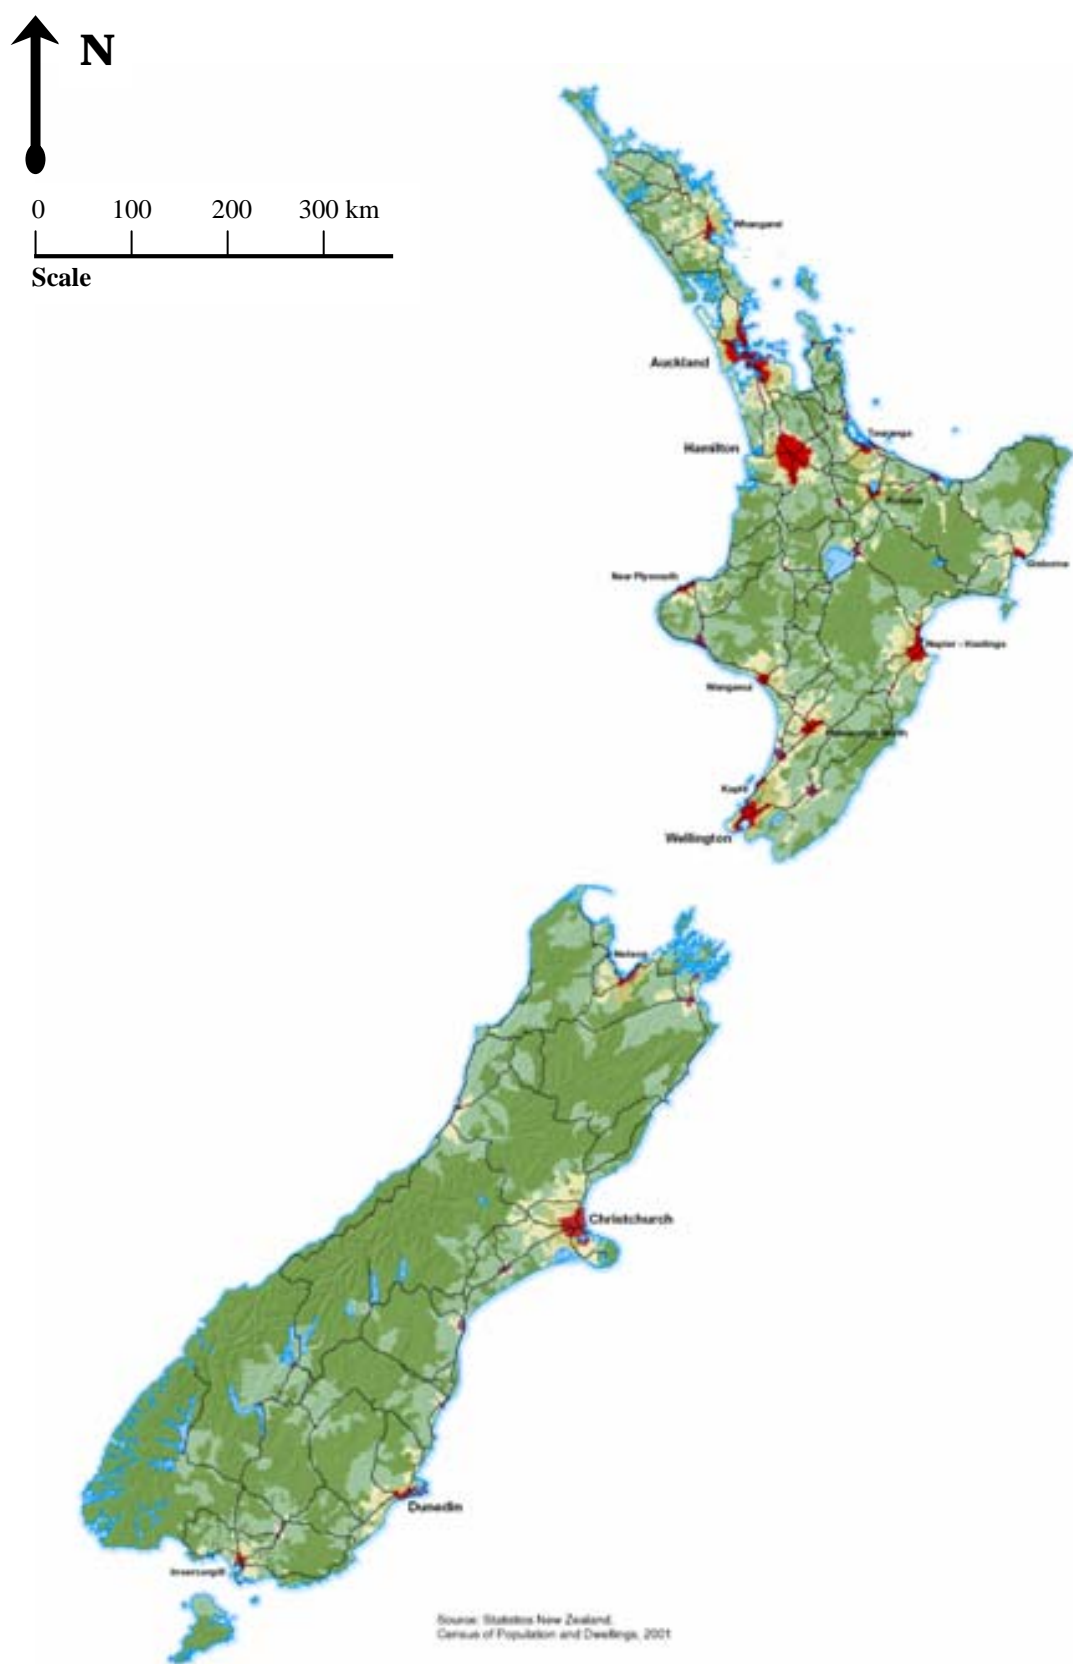 N
0 100 200 300 km
Scale
Whangarei
Auckland
Tauranga
Hamilton
Rotorua
Gisborne
New Plymouth
Napier - Hastings
Wanganui
Palmerston North
Kapiti
Wellington
Nelson
Christchurch
Dunedin
Invercargill
Source: Statistics New Zealand,
Census of Population and Dwellings, 2001